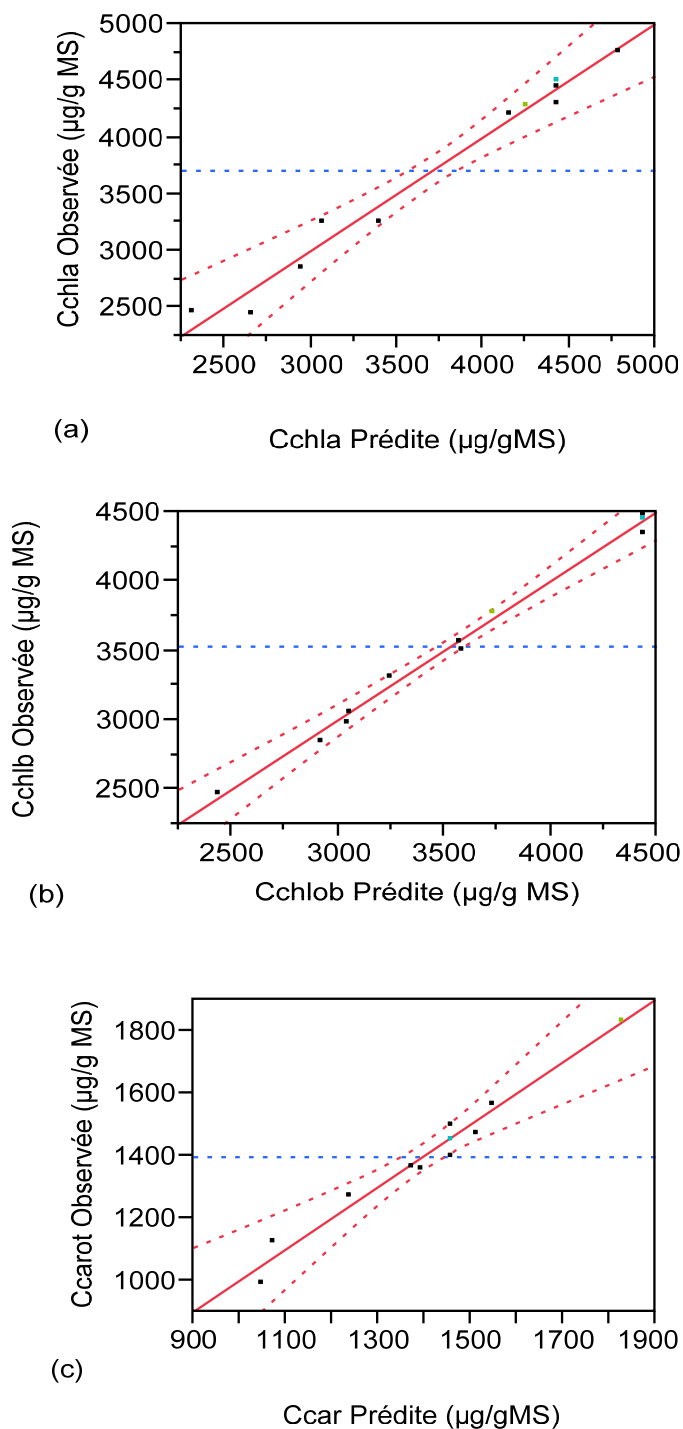 5000
4500
4000
3500
3000
2500
Cchla Observée (µg/g MS)
2500 3000 3500 4000 4500 5000
(a)
Cchla Prédite (µg/gMS)
4500
4000
3500
3000
2500
Cchlb Observée (µg/g MS)
2500 3000 3500 4000 4500
(b)
Cchlob Prédite (µg/g MS)
1800
1600
1400
1200
1000
Ccarot Observée (µg/g MS)
900 1100 1300 1500 1700 1900
(c)
Ccar Prédite (µg/gMS)